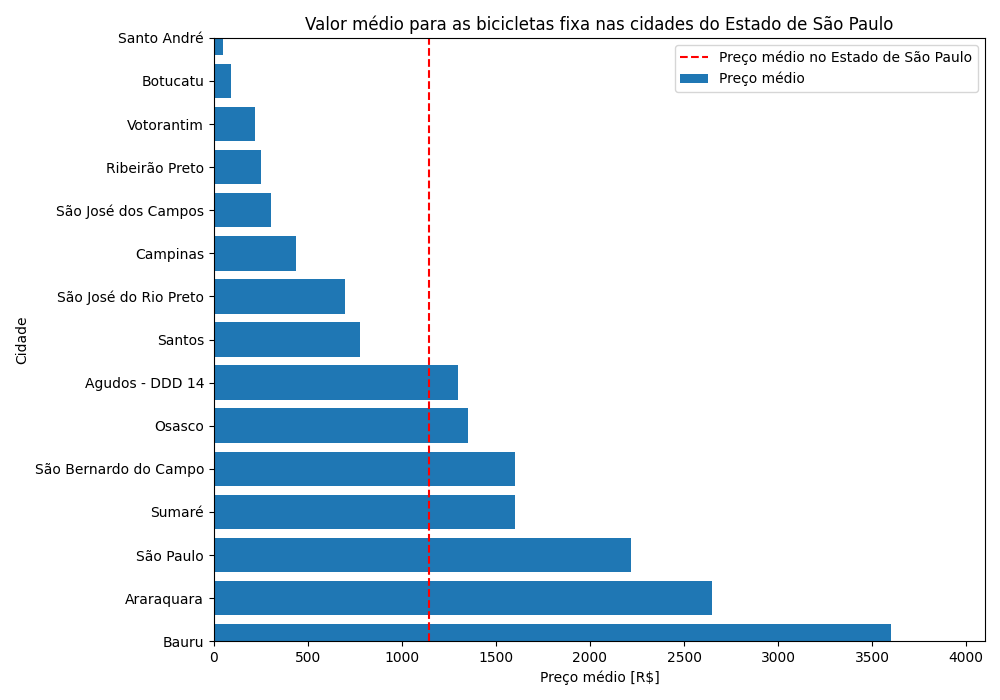 Valor médio para as bicicletas fixa nas cidades do Estado de São Paulo
Preço médio no Estado de São Paulo
Preço médio
Cidade
Santo André
Botucatu
Votorantim
Ribeirão Preto
São José dos Campos
Campinas
São José do Rio Preto
Santos
Agudos - DDD 14
Osasco
São Bernardo do Campo
Sumaré
São Paulo
Araraquara
Bauru
0 500 1000 1500 2000 2500 3000 3500 4000
Preço médio [R$]